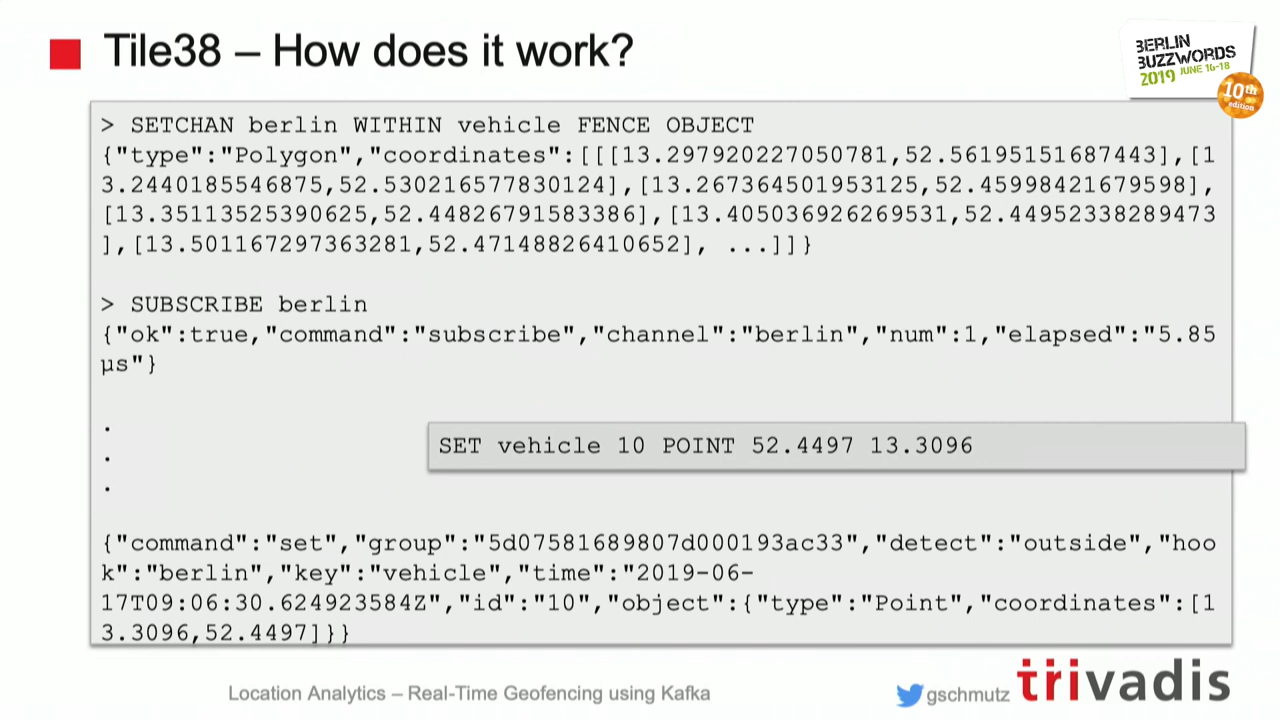 Tile38 – How does it work?
BERLIN
BUZZWORDS
2019 JUNE 16-18
10th
edition
> SETCHAN berlin WITHIN vehicle FENCE OBJECT
{"type":"Polygon","coordinates":[[[13.297920227050781,52.56195151687443],[1
3.2440185546875,52.530216577830124],[13.267364501953125,52.45998421679598],
[13.35113525390625,52.44826791583386],[13.405036926269531,52.44952338289473
],[13.501167297363281,52.47148826410652], ...]]}
> SUBSCRIBE berlin
{"ok":true,"command":"subscribe","channel":"berlin","num":1,"elapsed":"5.85
µs"}
.
.
.
SET vehicle 10 POINT 52.4497 13.3096
{"command":"set","group":"5d07581689807d000193ac33","detect":"outside","hoo
k":"berlin","key":"vehicle","time":"2019-06-
17T09:06:30.624923584Z","id":"10","object":{"type":"Point","coordinates":[1
3.3096,52.4497]}}
Location Analytics – Real-Time Geofencing using Kafka
gschmutz
trivadis